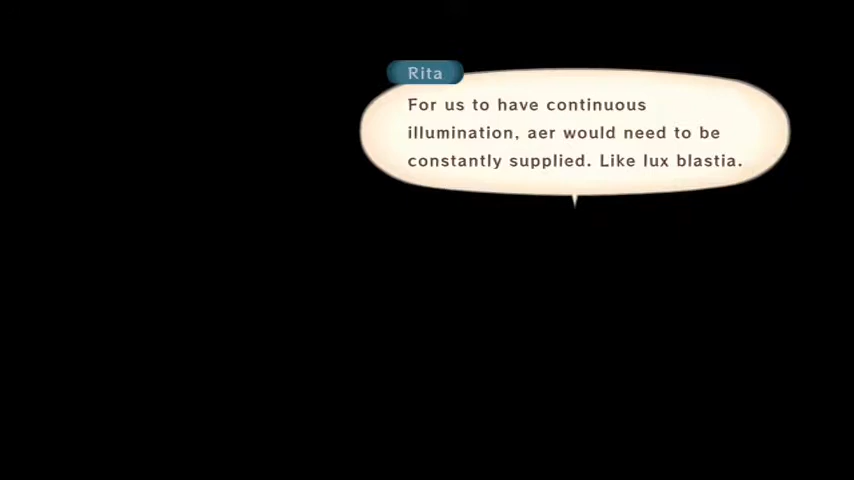 Rita
For us to have continuous
illumination, aer would need to be
constantly supplied. Like lux blastia.